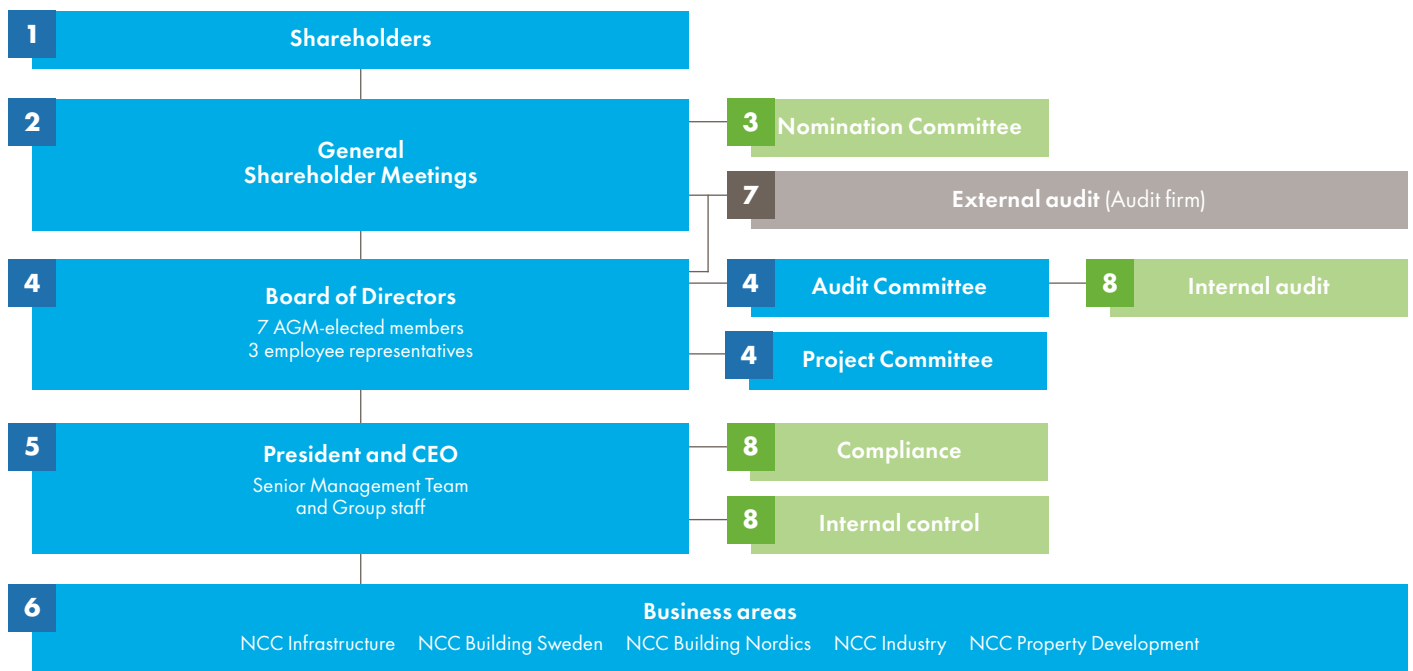 1
Shareholders
2
General
Shareholder Meetings
3
Nomination Committee
7
External audit (Audit firm)
4
Board of Directors
7 AGM-elected members
3 employee representatives
4
Audit Committee
8
Internal audit
4
Project Committee
5
President and CEO
Senior Management Team
and Group staff
8
Compliance
8
Internal control
6
Business areas
NCC Infrastructure NCC Building Sweden NCC Building Nordics NCC Industry NCC Property Development